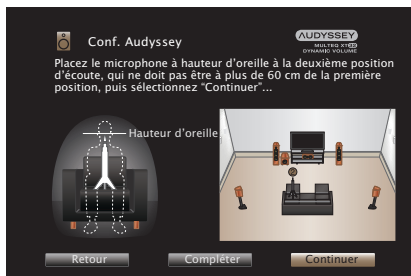 Conf. Audyssey
AUDYSSEY
MULTEQ XT32
DYNAMIC VOLUME
Placez le microphone à hauteur d'oreille à la deuxième position
d'écoute, qui ne doit pas être à plus de 60 cm de la première
position, puis sélectionnez “Continuer”...
Hauteur d'oreille
Retour
Compléter
Continuer